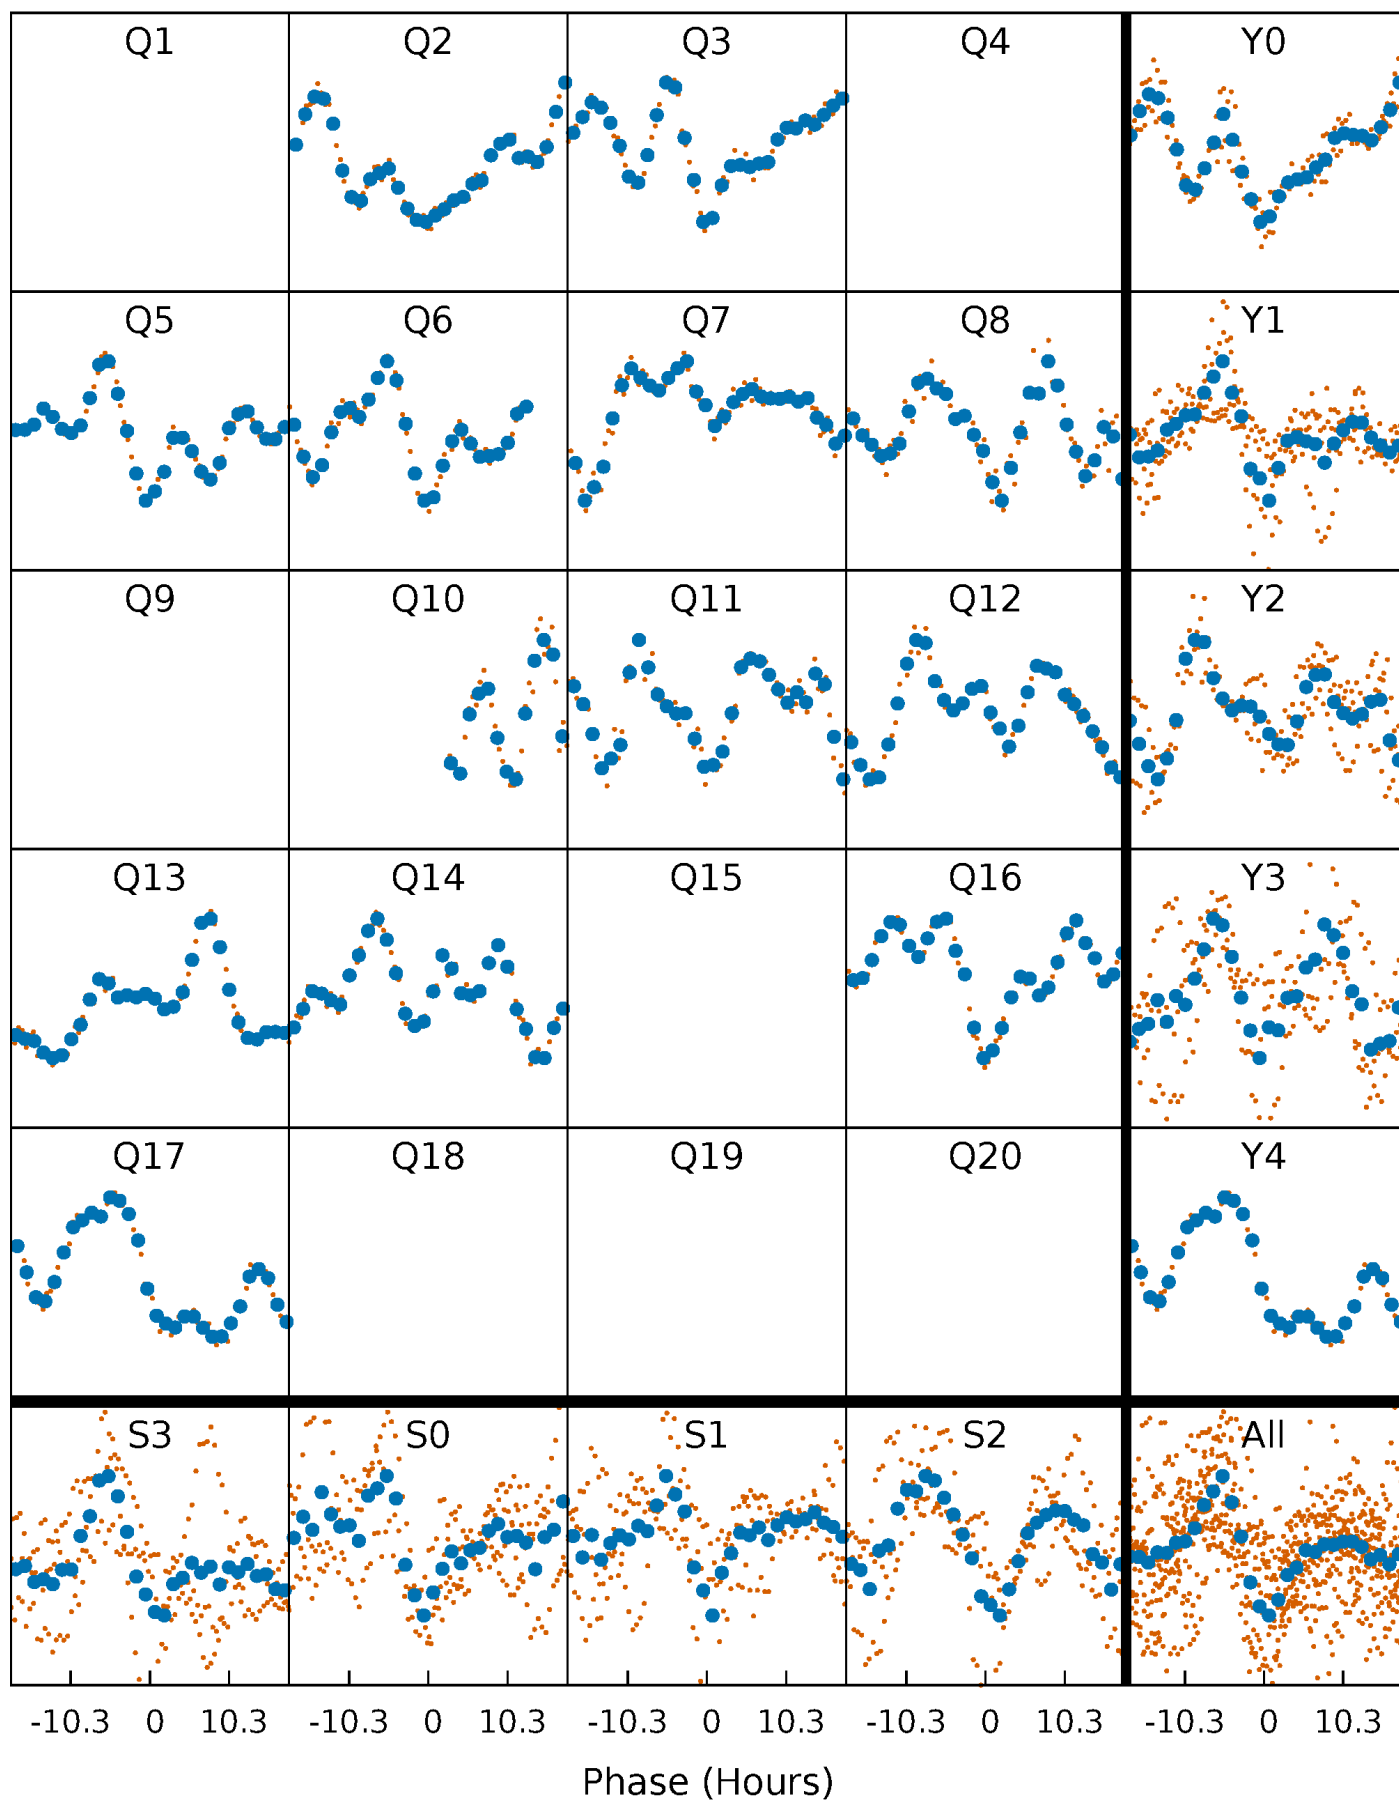 Q1 Q2 Q3 Q4 Y0
Q5 Q6 Q7 Q8 Y1
Q9 Q10 Q11 Q12 Y2
Q13 Q14 Q15 Q16 Y3
Q17 Q18 Q19 Q20 Y4
S3 S0 S1 S2 All
-10.3 0 10.3 -10.3 0 10.3 -10.3 0 10.3 -10.3 0 10.3 -10.3 0 10.3
Phase (Hours)